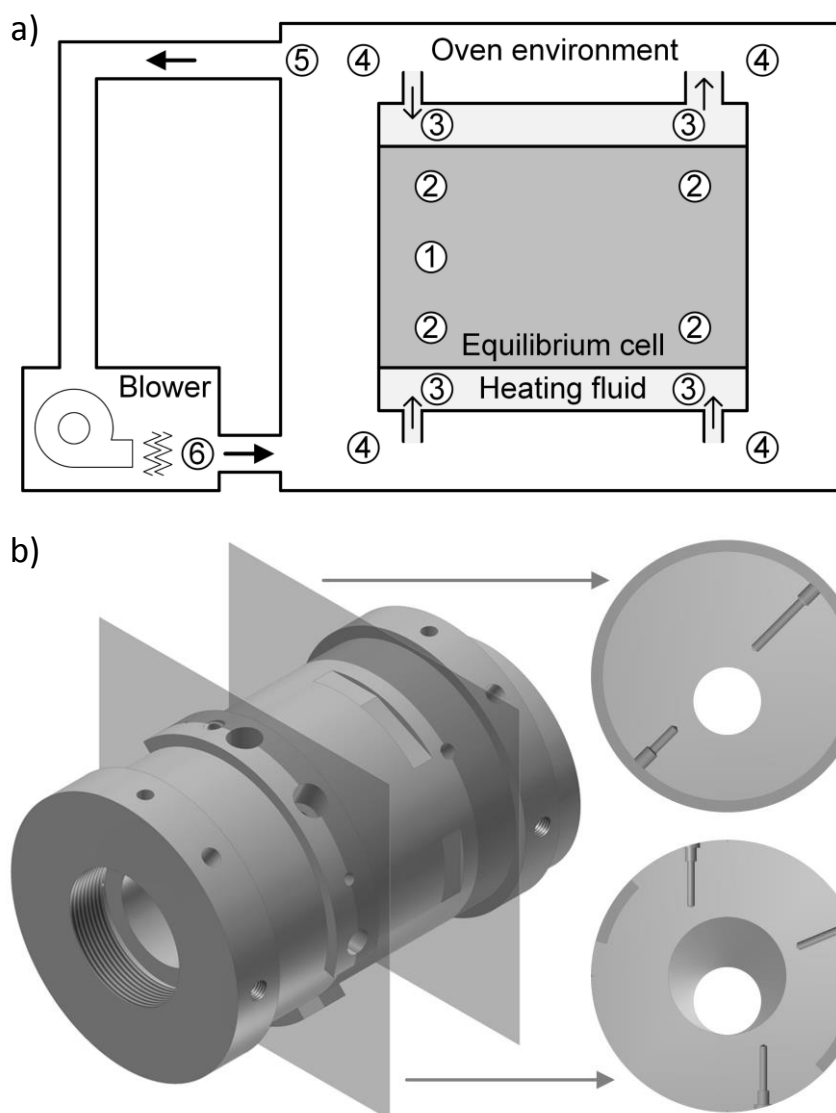 a)
⑤ ④ Oven environment ④
③ ③
② ②
①
② ②
Equilibrium cell
Blower
③ Heating fluid ③
⑥ ④ ④
b)